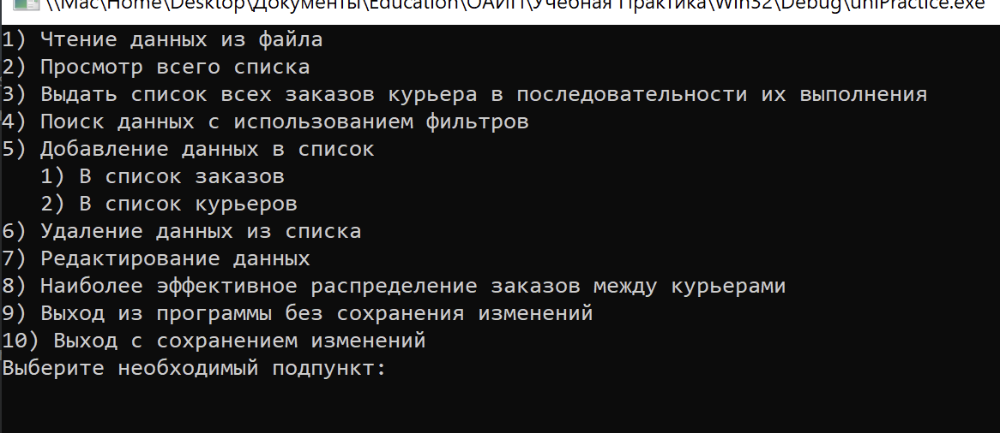 \\Mac\Home\Desktop\Документы\Education\ОАИП\Учебная Практика\Win32\Debug\uniPractice.exe
1) Чтение данных из файла
2) Просмотр всего списка
3) Выдать список всех заказов курьера в последовательности их выполнения
4) Поиск данных с использованием фильтров
5) Добавление данных в список
   1) В список заказов
   2) В список курьеров
6) Удаление данных из списка
7) Редактирование данных
8) Наиболее эффективное распределение заказов между курьерами
9) Выход из программы без сохранения изменений
10) Выход с сохранением изменений
Выберите необходимый подпункт: